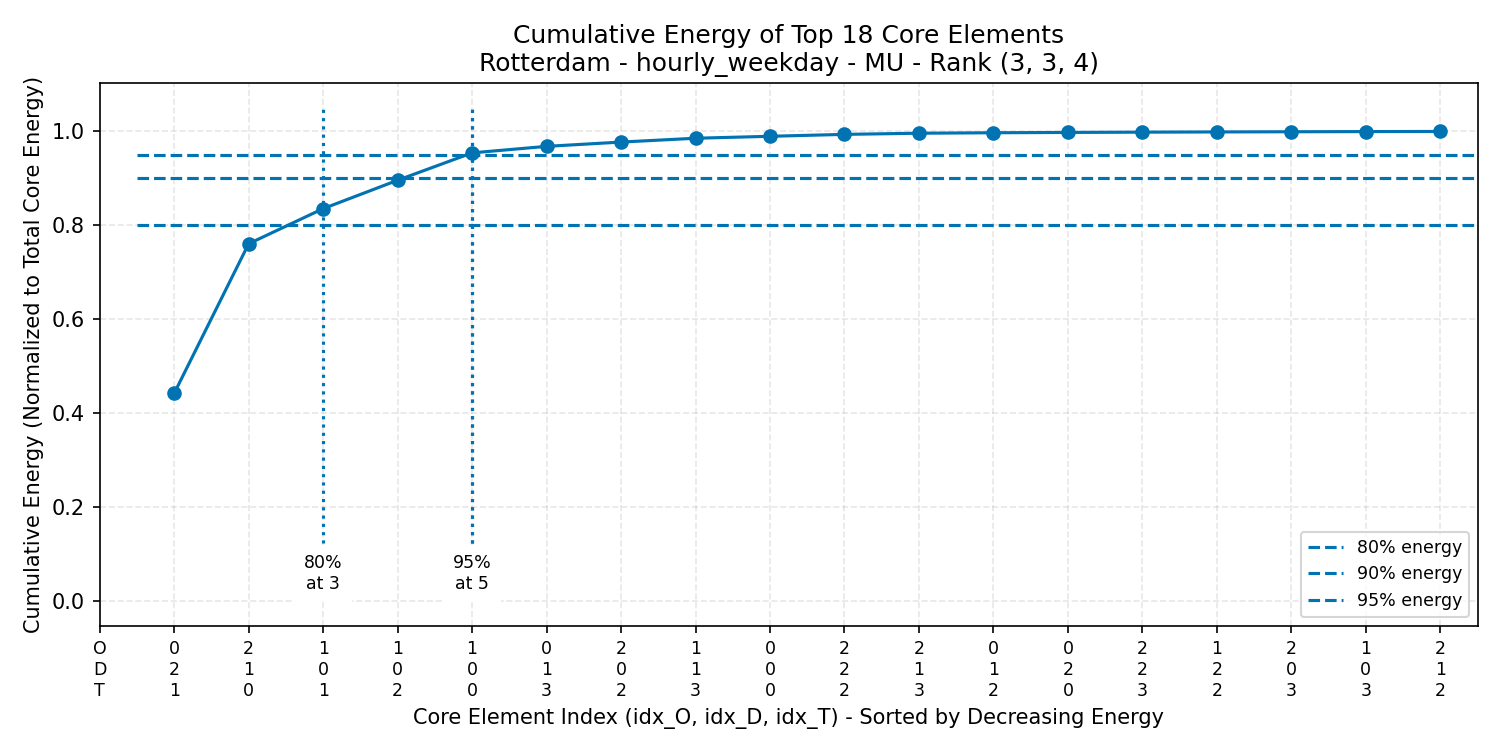 Cumulative Energy of Top 18 Core Elements
Rotterdam - hourly_weekday - MU - Rank (3, 3, 4)
Cumulative Energy (Normalized to Total Core Energy)
1.0
0.8
0.6
0.4
0.2
0.0
80%
at 3
95%
at 5
80% energy
90% energy
95% energy
O 0 2 1 1 1 0 2 1 0 2 2 0 0 2 1 2 1 2
D 2 1 0 0 0 1 0 1 0 2 1 1 2 2 2 0 0 1
T 1 0 1 2 0 3 2 3 0 2 3 2 0 3 2 3 3 2
Core Element Index (idx_O, idx_D, idx_T) - Sorted by Decreasing Energy